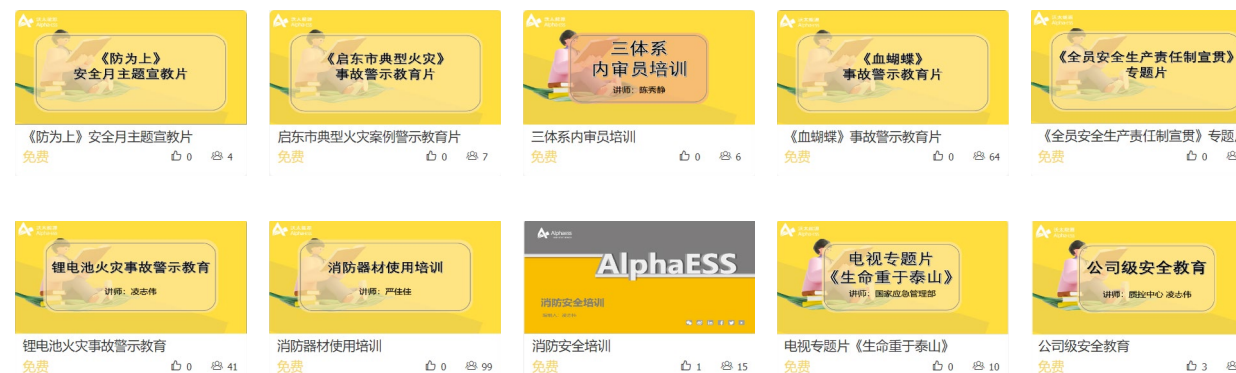 《防为上》
安全月主题宣教片
《启东市典型火灾》
事故警示教育片
三体系
内审员培训
讲师：陈秀静
《血蝴蝶》
事故警示教育片
《全员安全生产责任制宣贯》
专题片
《防为上》安全月主题宣教片
启东市典型火灾案例警示教育片
三体系内审员培训
《血蝴蝶》事故警示教育片
《全员安全生产责任制宣贯》专题
免费 0 4
免费 0 7
免费 0 6
免费 0 64
免费 0
锂电池火灾事故警示教育
讲师：凌志伟
消防器材使用培训
讲师：严佳佳
Alphaess
AlphaESS
消防安全培训
电视专题片
《生命重于泰山》
讲师：国家应急管理部
公司级安全教育
讲师：质控中心 凌志伟
锂电池火灾事故警示教育
消防器材使用培训
消防安全培训
电视专题片《生命重于泰山》
公司级安全教育
免费 0 41
免费 0 99
免费 1 15
免费 0 10
免费 3